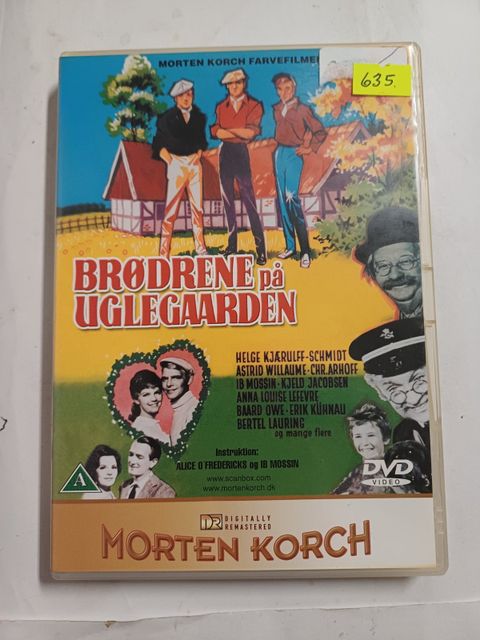 MORTEN KORCH FARVEFILME
635.
BRØDRENE på
UGLEGAARDEN
HELGE KJÆRULFF-SCHMIDT
ASTRID WILLAUME-CHR.ARHOFF
IB MOSSIN-KJELD JACOBSEN
ANNA LOUISE LEFEVRE
BAARD OWE-ERIK KÜHNAU
BERTEL LAURING
og mange flere
Instruktion:
ALICE O'FREDERICKS og IB MOSSIN
www.scanbox.com
www.mortenkorch.dk
A
DVD
VIDEO
DR DIGITALLY
REMASTERED
MORTEN KORCH